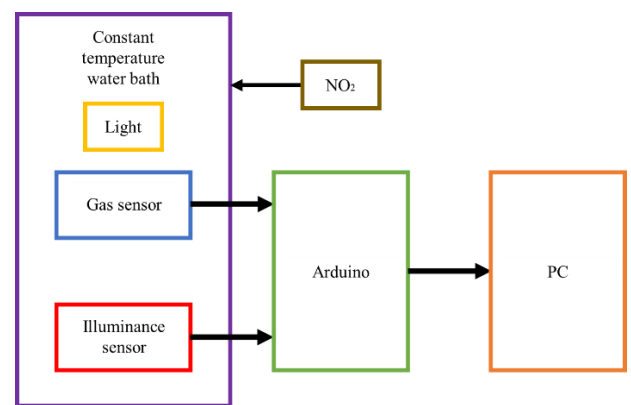 Constant
temperature
water bath
NO₂
Light
Gas sensor
Arduino
PC
Illuminance
sensor